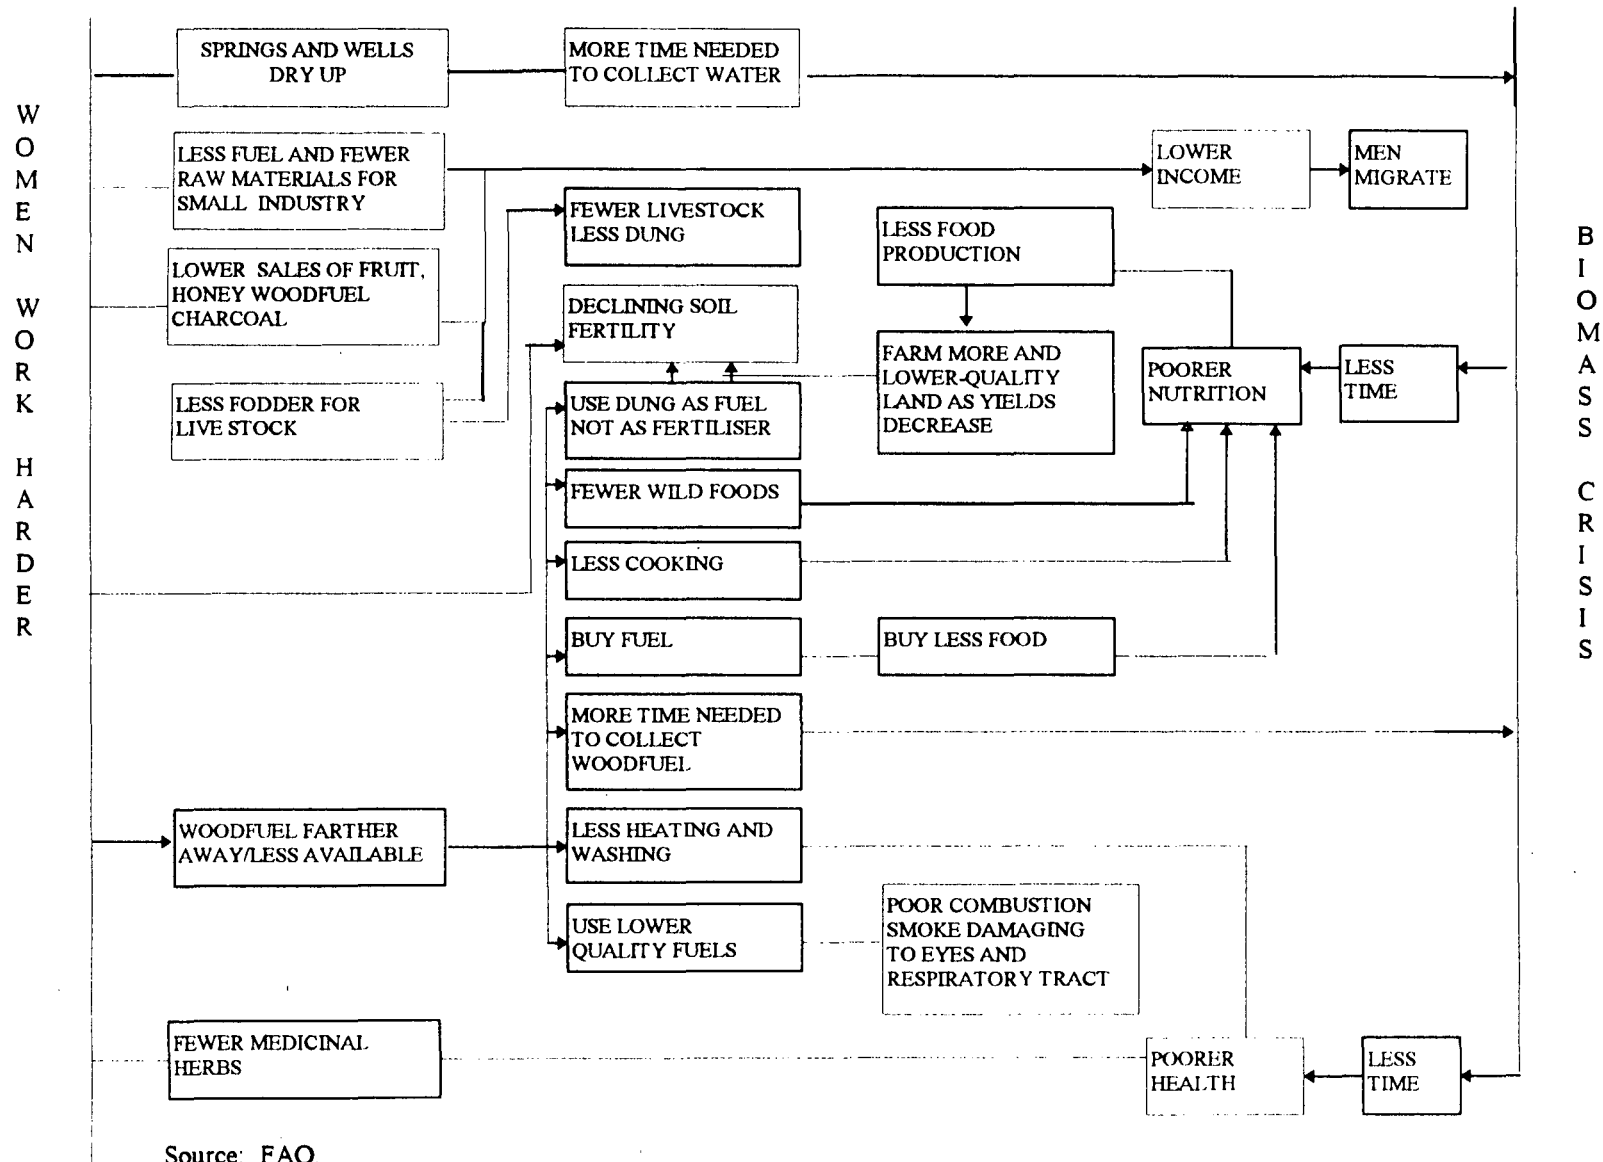 WOMEN WORK HARDER
SPRINGS AND WELLS
DRY UP
MORE TIME NEEDED
TO COLLECT WATER
LESS FUEL AND FEWER
RAW MATERIALS FOR
SMALL INDUSTRY
LOWER
INCOME
MEN
MIGRATE
FEWER LIVESTOCK
LESS DUNG
LESS FOOD
PRODUCTION
LOWER SALES OF FRUIT,
HONEY WOODFUEL
CHARCOAL
DECLINING SOIL
FERTILITY
FARM MORE AND
LOWER-QUALITY
LAND AS YIELDS
DECREASE
POORER
NUTRITION
LESS
TIME
LESS FODDER FOR
LIVE STOCK
USE DUNG AS FUEL
NOT AS FERTILISER
FEWER WILD FOODS
LESS COOKING
BUY FUEL
BUY LESS FOOD
MORE TIME NEEDED
TO COLLECT
WOODFUEL
WOODFUEL FARTHER
AWAY/LESS AVAILABLE
LESS HEATING AND
WASHING
USE LOWER
QUALITY FUELS
POOR COMBUSTION
SMOKE DAMAGING
TO EYES AND
RESPIRATORY TRACT
FEWER MEDICINAL
HERBS
POORER
HEALTH
LESS
TIME
BIOMASS CRISIS
Source: FAO